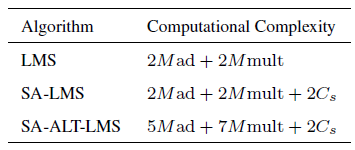 Algorithm Computational Complexity
LMS 2M ad + 2M mult
SA-LMS 2M ad + 2M mult + 2Cₛ
SA-ALT-LMS 5M ad + 7M mult + 2Cₛ